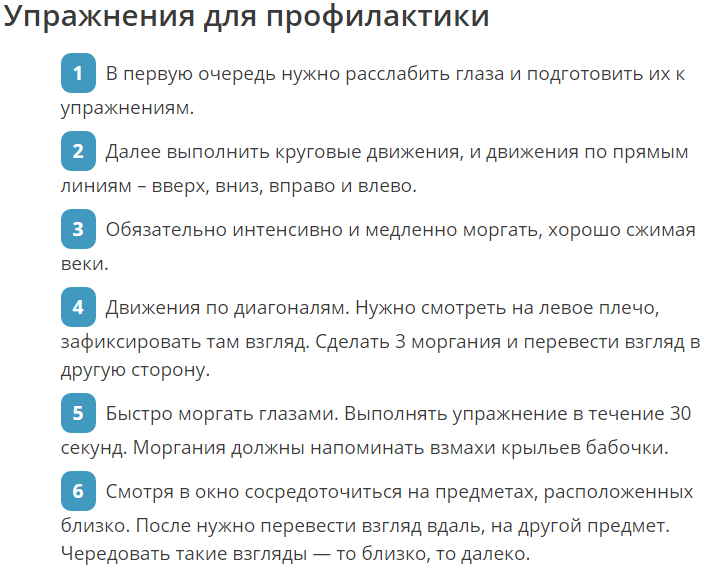 Упражнения для профилактики
1 В первую очередь нужно расслабить глаза и подготовить их к
упражнениям.
2 Далее выполнить круговые движения, и движения по прямым
линиям – вверх, вниз, вправо и влево.
3 Обязательно интенсивно и медленно моргать, хорошо сжимая
веки.
4 Движения по диагоналям. Нужно смотреть на левое плечо,
зафиксировать там взгляд. Сделать 3 моргания и перевести взгляд в
другую сторону.
5 Быстро моргать глазами. Выполнять упражнение в течение 30
секунд. Моргания должны напоминать взмахи крыльев бабочки.
6 Смотря в окно сосредоточиться на предметах, расположенных
близко. После нужно перевести взгляд вдаль, на другой предмет.
Чередовать такие взгляды — то близко, то далеко.